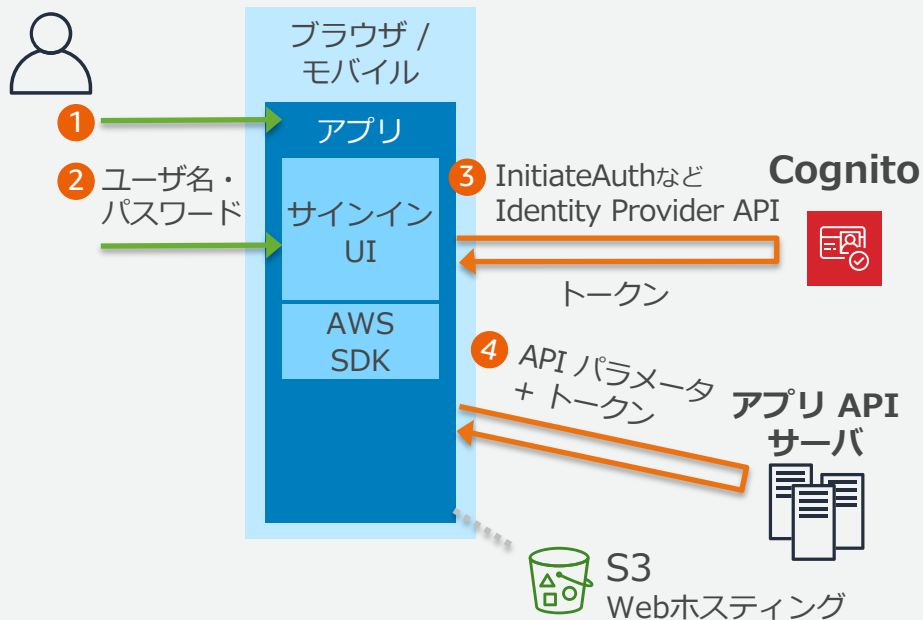 ブラウザ /
モバイル
1
アプリ
2 ユーザ名・
パスワード
サインイン
UI
AWS
SDK
3 InitiateAuthなど
Identity Provider API
Cognito
トークン
4 API パラメータ
+ トークン
アプリ API
サーバ
S3
Webホスティング